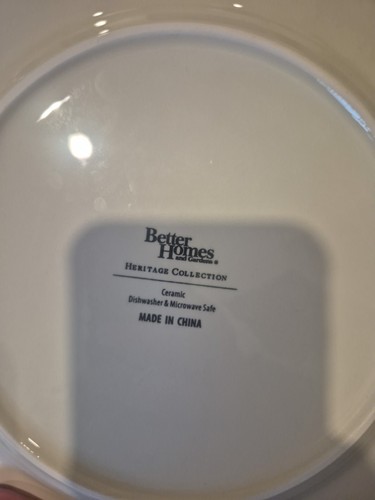 Better
Homes
and Gardens®
HERITAGE COLLECTION
Ceramic
Dishwasher & Microwave Safe
MADE IN CHINA